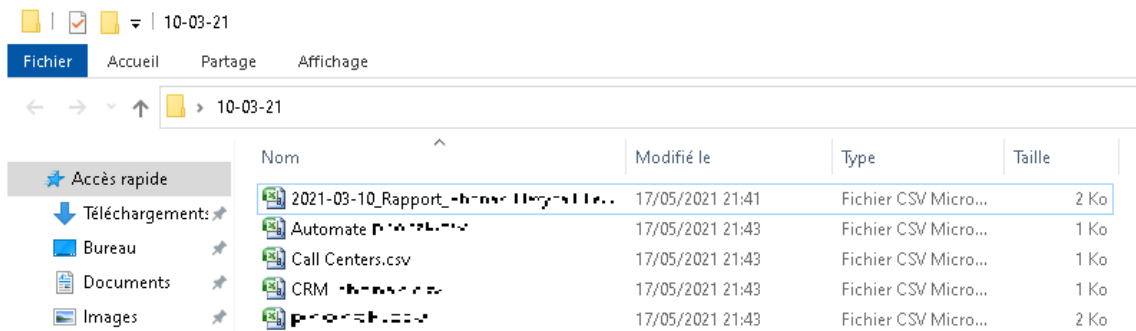 10-03-21
Fichier Accueil Partage Affichage
10-03-21
Nom Modifié le Type Taille
Accès rapide
2021-03-10_Rapport_ 17/05/2021 21:41 Fichier CSV Micro... 2 Ko
Téléchargements
Automate 17/05/2021 21:43 Fichier CSV Micro... 1 Ko
Bureau
Call Centers.csv 17/05/2021 21:43 Fichier CSV Micro... 1 Ko
Documents
CRM 17/05/2021 21:43 Fichier CSV Micro... 1 Ko
Images
17/05/2021 21:43 Fichier CSV Micro... 2 Ko